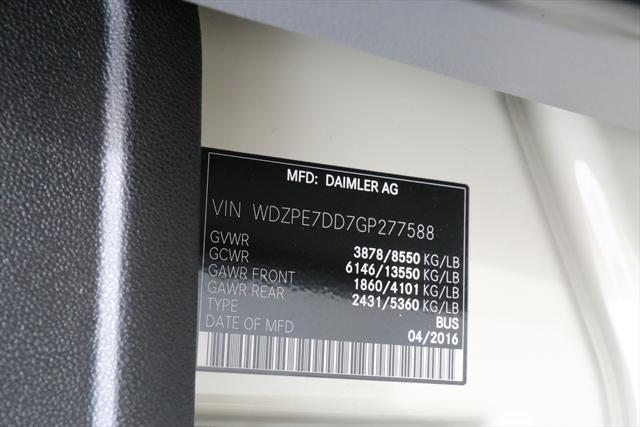 MFD: DAIMLER AG
VIN WDZPE7DD7GP277588
GVWR 3878/8550 KG/LB
GCWR 6146/13550 KG/LB
GAWR FRONT 1860/4101 KG/LB
GAWR REAR 2431/5360 KG/LB
TYPE BUS
DATE OF MFD 04/2016